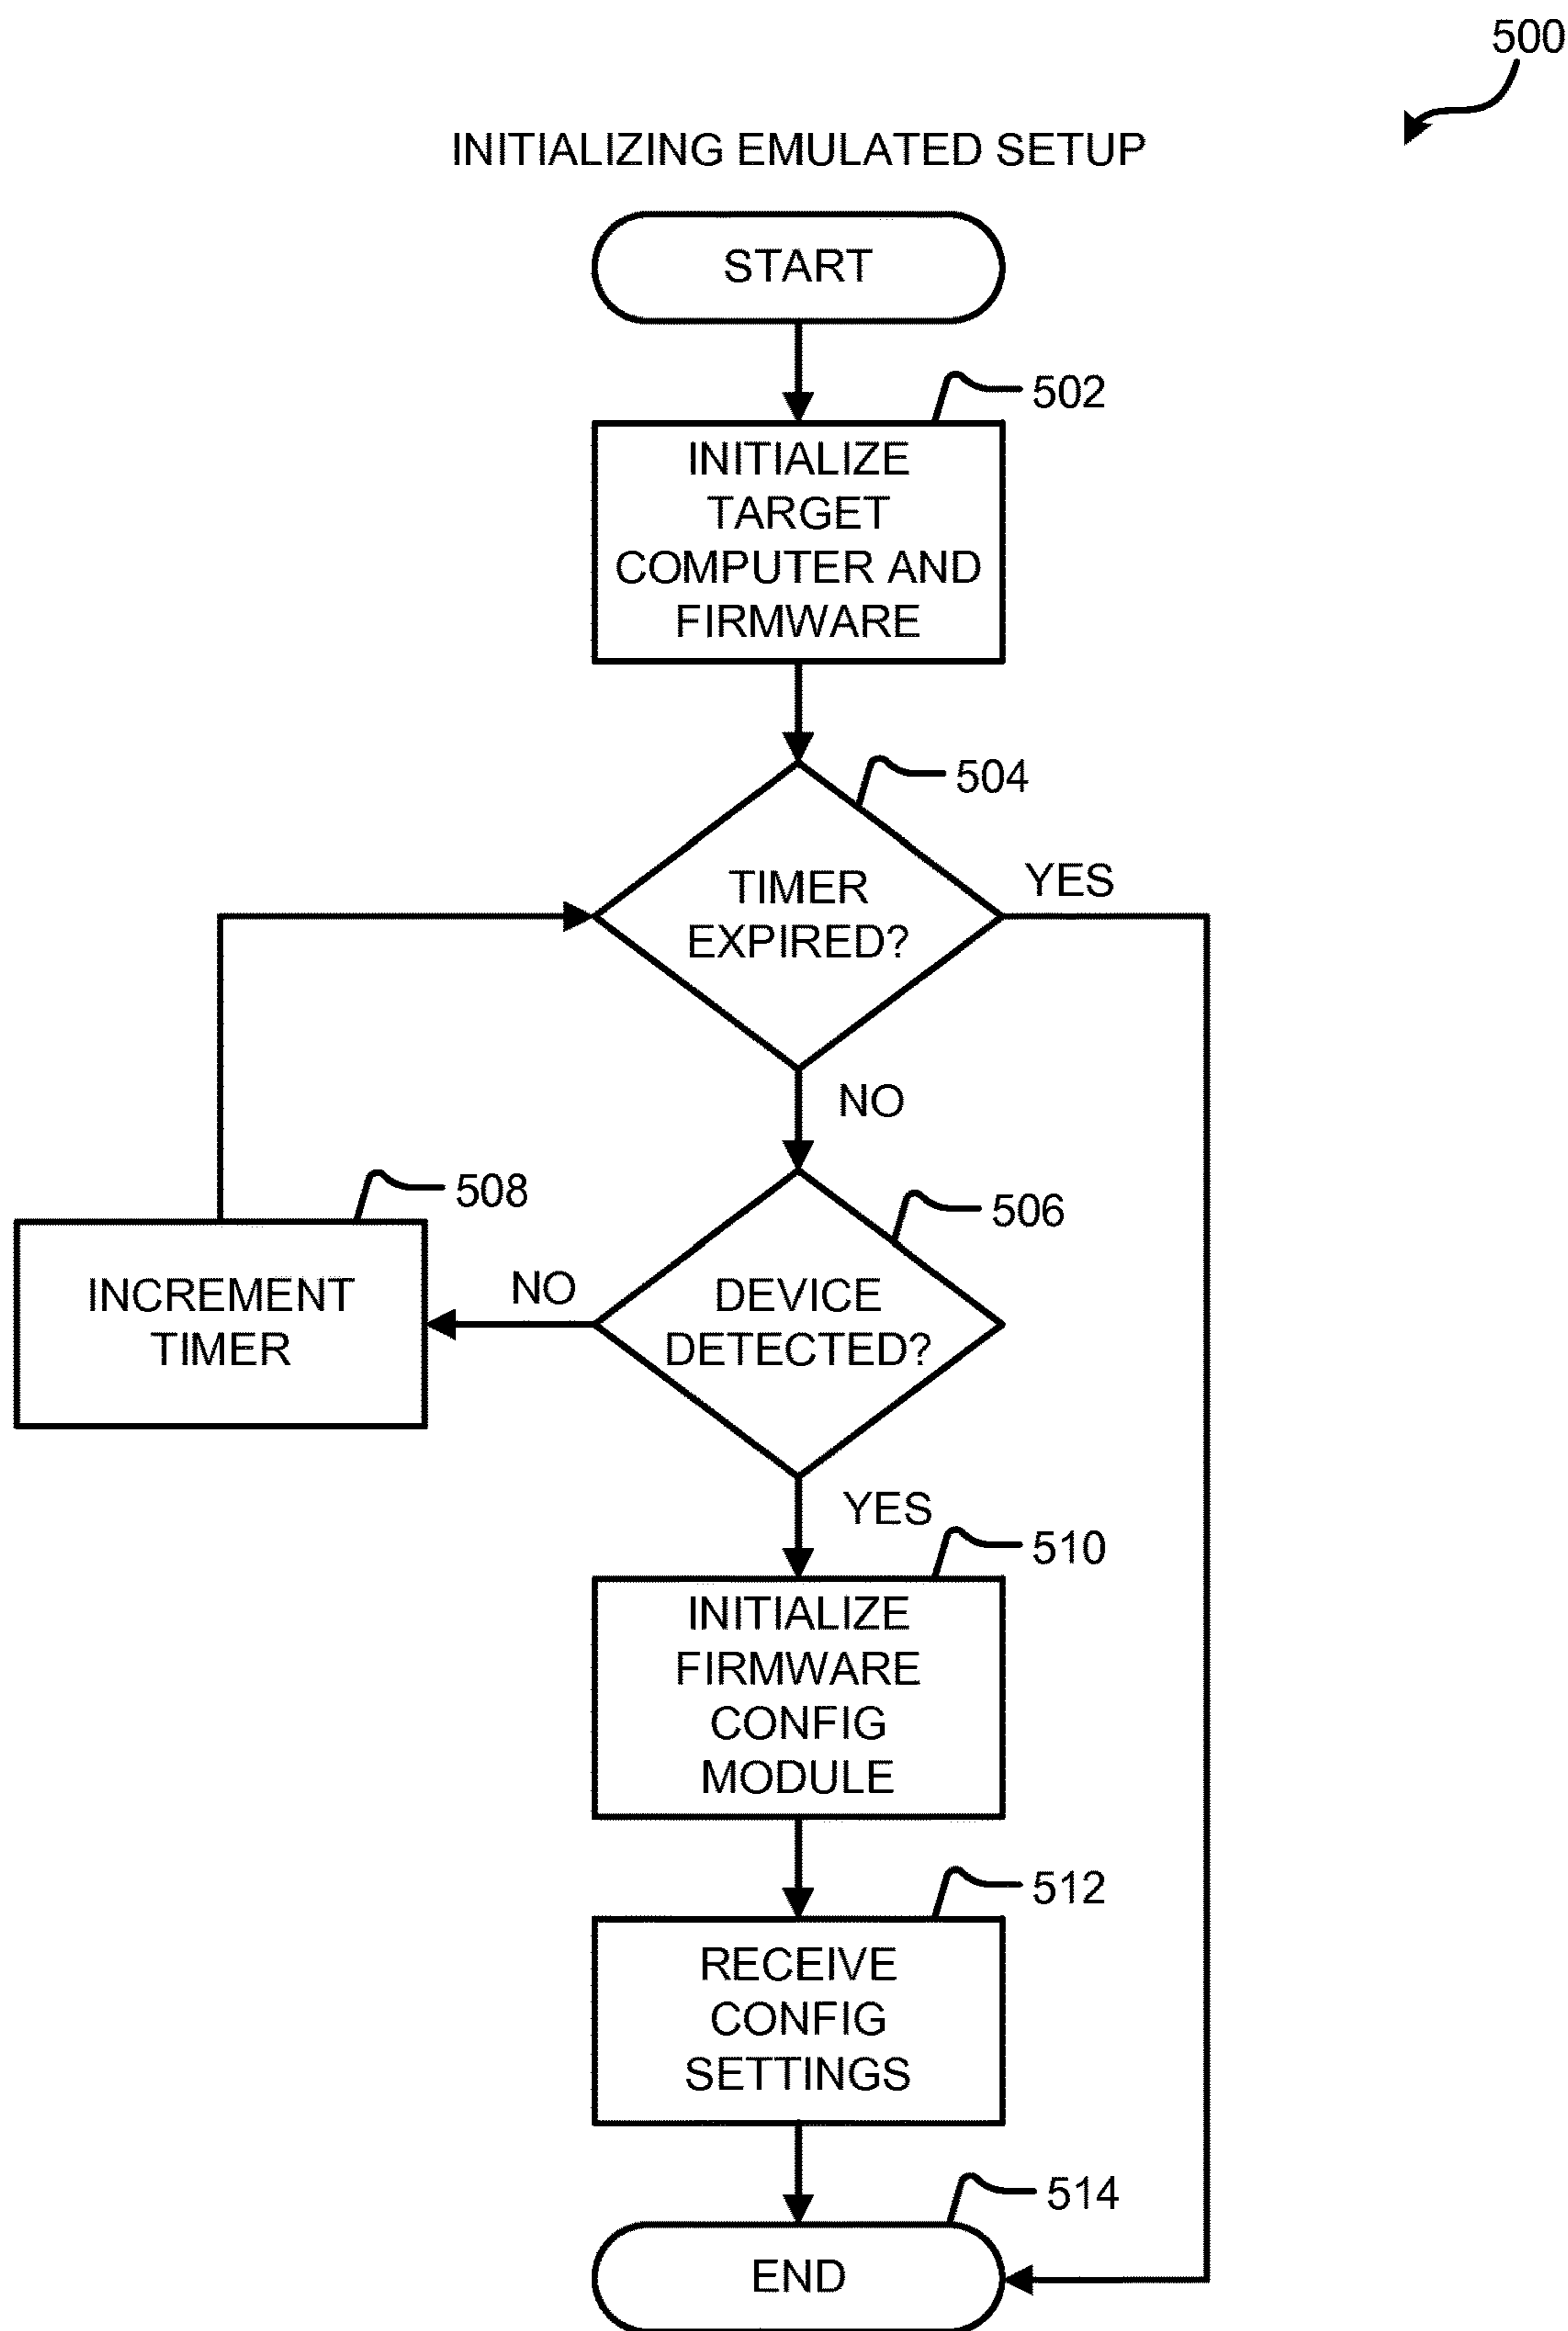 500
INITIALIZING EMULATED SETUP
START
502
INITIALIZE
TARGET
COMPUTER AND
FIRMWARE
504
TIMER
EXPIRED?
YES
NO
508
INCREMENT
TIMER
NO
506
DEVICE
DETECTED?
YES
510
INITIALIZE
FIRMWARE
CONFIG
MODULE
512
RECEIVE
CONFIG
SETTINGS
514
END